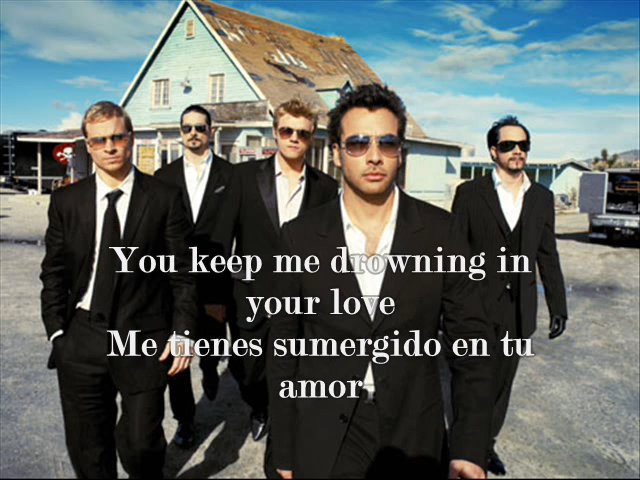 You keep me drowning in
your love
Me tienes sumergido en tu
amor